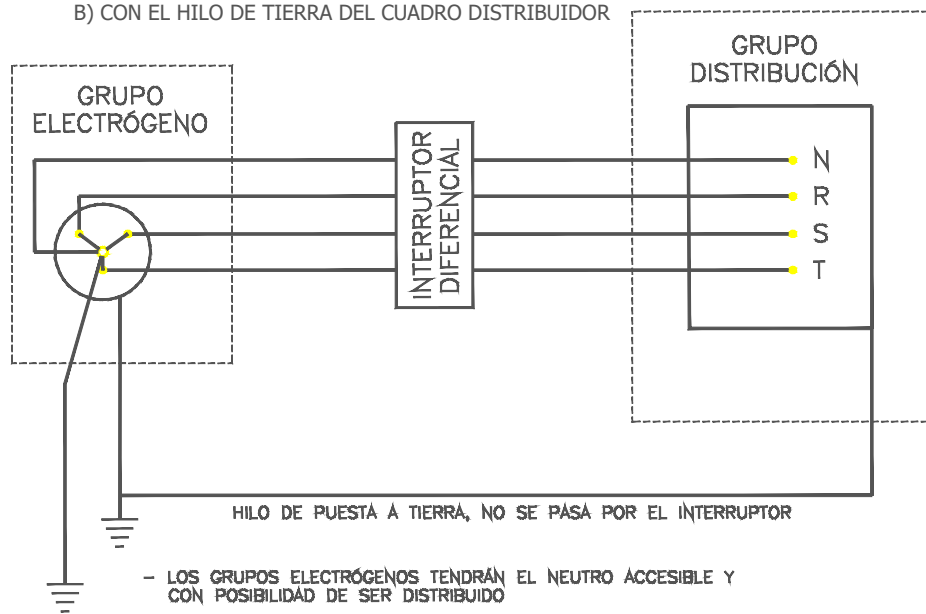 B) CON EL HILO DE TIERRA DEL CUADRO DISTRIBUIDOR
GRUPO
DISTRIBUCIÓN
GRUPO
ELECTRÓGENO
INTERRUPTOR
DIFERENCIAL
N
R
S
T
HILO DE PUESTA A TIERRA, NO SE PASA POR EL INTERRUPTOR
- LOS GRUPOS ELECTRÓGENOS TENDRÁN EL NEUTRO ACCESIBLE Y
CON POSIBILIDAD DE SER DISTRIBUIDO